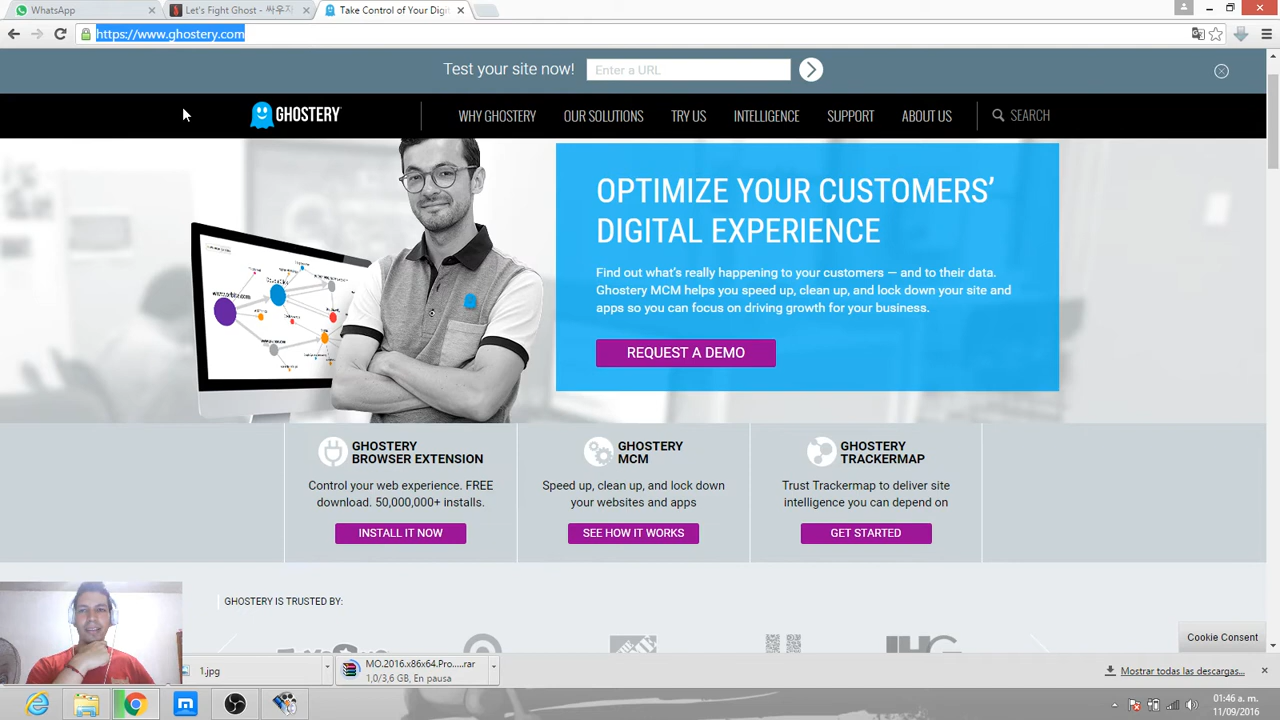 WhatsApp
Let's Fight Ghost - 싸우자
Take Control of Your Digi
https://www.ghostery.com
Test your site now!
Enter a URL
GHOSTERY
WHY GHOSTERY
OUR SOLUTIONS
TRY US
INTELLIGENCE
SUPPORT
ABOUT US
SEARCH
OPTIMIZE YOUR CUSTOMERS’
DIGITAL EXPERIENCE
Find out what's really happening to your customers — and to their data.
Ghostery MCM helps you speed up, clean up, and lock down your site and
apps so you can focus on driving growth for your business.
REQUEST A DEMO
GHOSTERY
BROWSER EXTENSION
Control your web experience. FREE
download. 50,000,000+ installs.
INSTALL IT NOW
GHOSTERY
MCM
Speed up, clean up, and lock down
your websites and apps
SEE HOW IT WORKS
GHOSTERY
TRACKERMAP
Trust Trackermap to deliver site
intelligence you can depend on
GET STARTED
GHOSTERY IS TRUSTED BY:
IHG
Cookie Consent
1.jpg
MO.2016.x86x64.Pro.....rar
1,0/3,6 GB, En pausa
Mostrar todas las descargas...
01:46 a. m.
11/09/2016